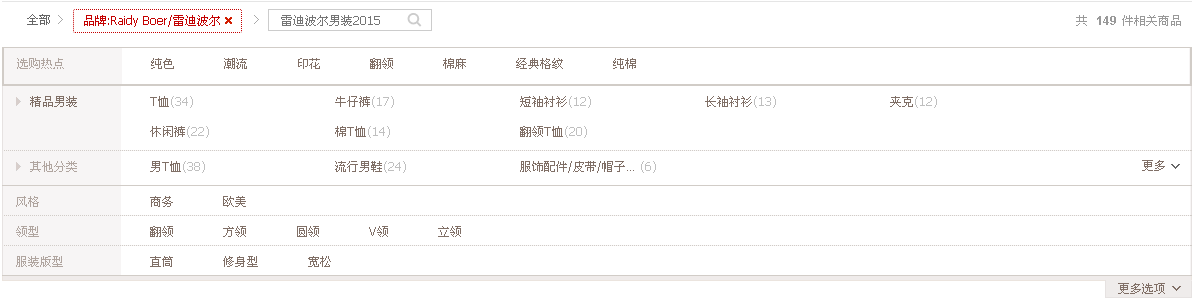 全部 品牌:Raidy Boer/雷迪波尔 × 雷迪波尔男装2015 共 149 件相关商品
选购热点 纯色 潮流 印花 翻领 棉麻 经典格纹 纯棉
精品男装 T恤(34) 牛仔裤(17) 短袖衬衫(12) 长袖衬衫(13) 夹克(12)
休闲裤(22) 棉T恤(14) 翻领T恤(20)
其他分类 男T恤(38) 流行男鞋(24) 服饰配件/皮带/帽子... (6) 更多
风格 商务 欧美
领型 翻领 方领 圆领 V领 立领
服装版型 直筒 修身型 宽松
更多选项